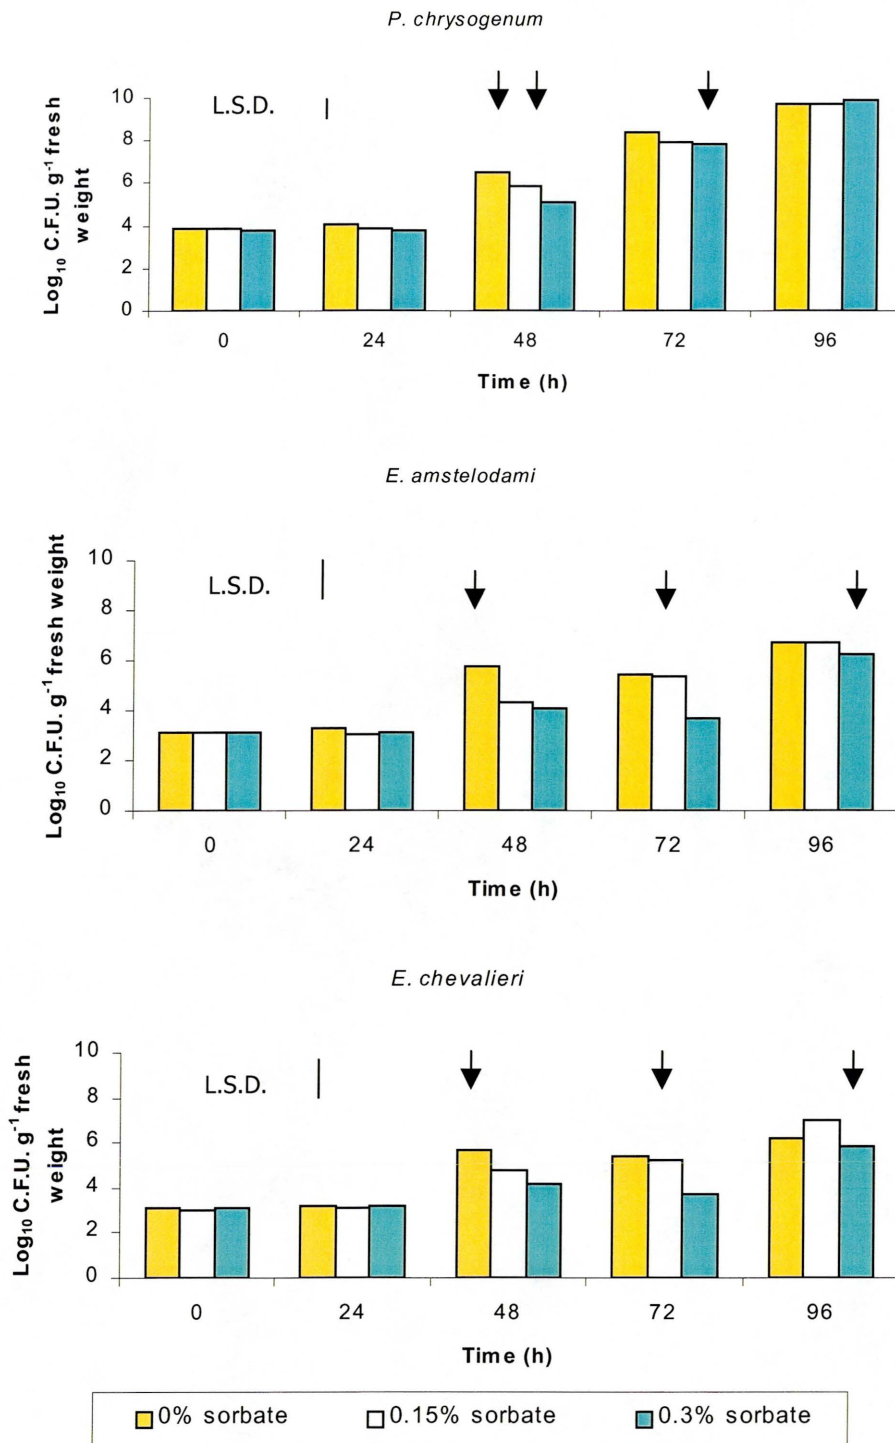 P. chrysogenum
L.S.D.
Log₁₀ C.F.U. g⁻¹ fresh
weight
10
8
6
4
2
0
0 24 48 72 96
Time (h)
E. amstelodami
L.S.D.
Log₁₀ C.F.U. g⁻¹ fresh weight
10
8
6
4
2
0
0 24 48 72 96
Time (h)
E. chevalieri
L.S.D.
Log₁₀ C.F.U. g⁻¹ fresh
weight
10
8
6
4
2
0
0 24 48 72 96
Time (h)
0% sorbate 0.15% sorbate 0.3% sorbate